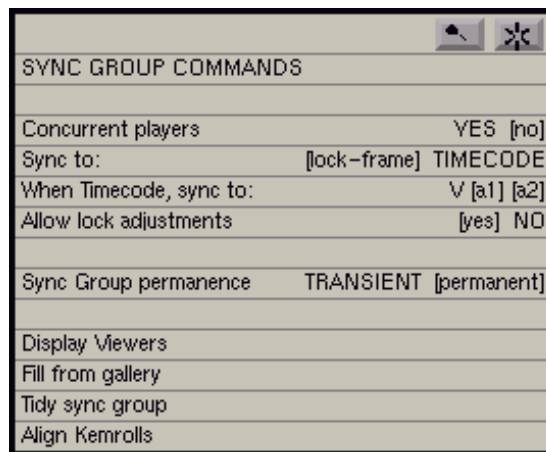 SYNC GROUP COMMANDS
Concurrent players YES [no]
Sync to: [lock-frame] TIMECODE
When Timecode, sync to: V [a1] [a2]
Allow lock adjustments [yes] NO
Sync Group permanence TRANSIENT [permanent]
Display Viewers
Fill from gallery
Tidy sync group
Align Kemrolls